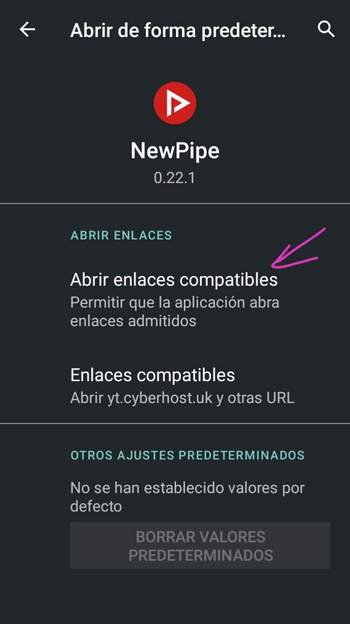 Abrir de forma predeter...
NewPipe
0.22.1
ABRIR ENLACES
Abrir enlaces compatibles
Permitir que la aplicación abra
enlaces admitidos
Enlaces compatibles
Abrir yt.cyberhost.uk y otras URL
OTROS AJUSTES PREDETERMINADOS
No se han establecido valores por
defecto
BORRAR VALORES
PREDETERMINADOS